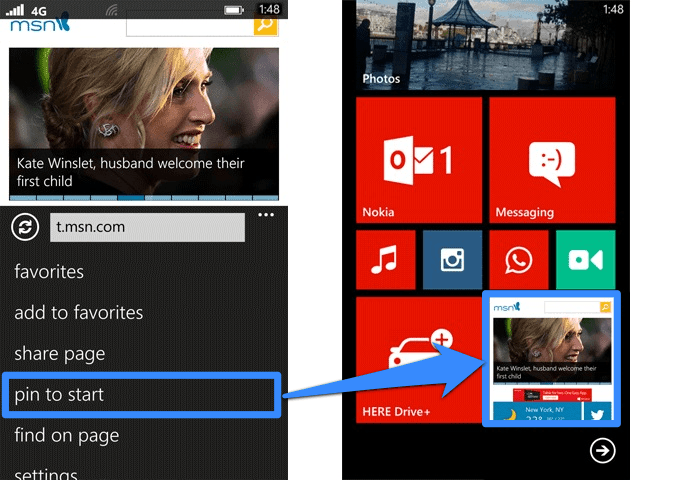 4G
1:48
msn
Kate Winslet, husband welcome their
first child
t.msn.com
favorites
add to favorites
share page
pin to start
find on page
settings
1:48
Photos
1
Nokia
:-)
Messaging
HERE Drive+
msn
Kate Winslet, husband welcome their
first child
New York, NY